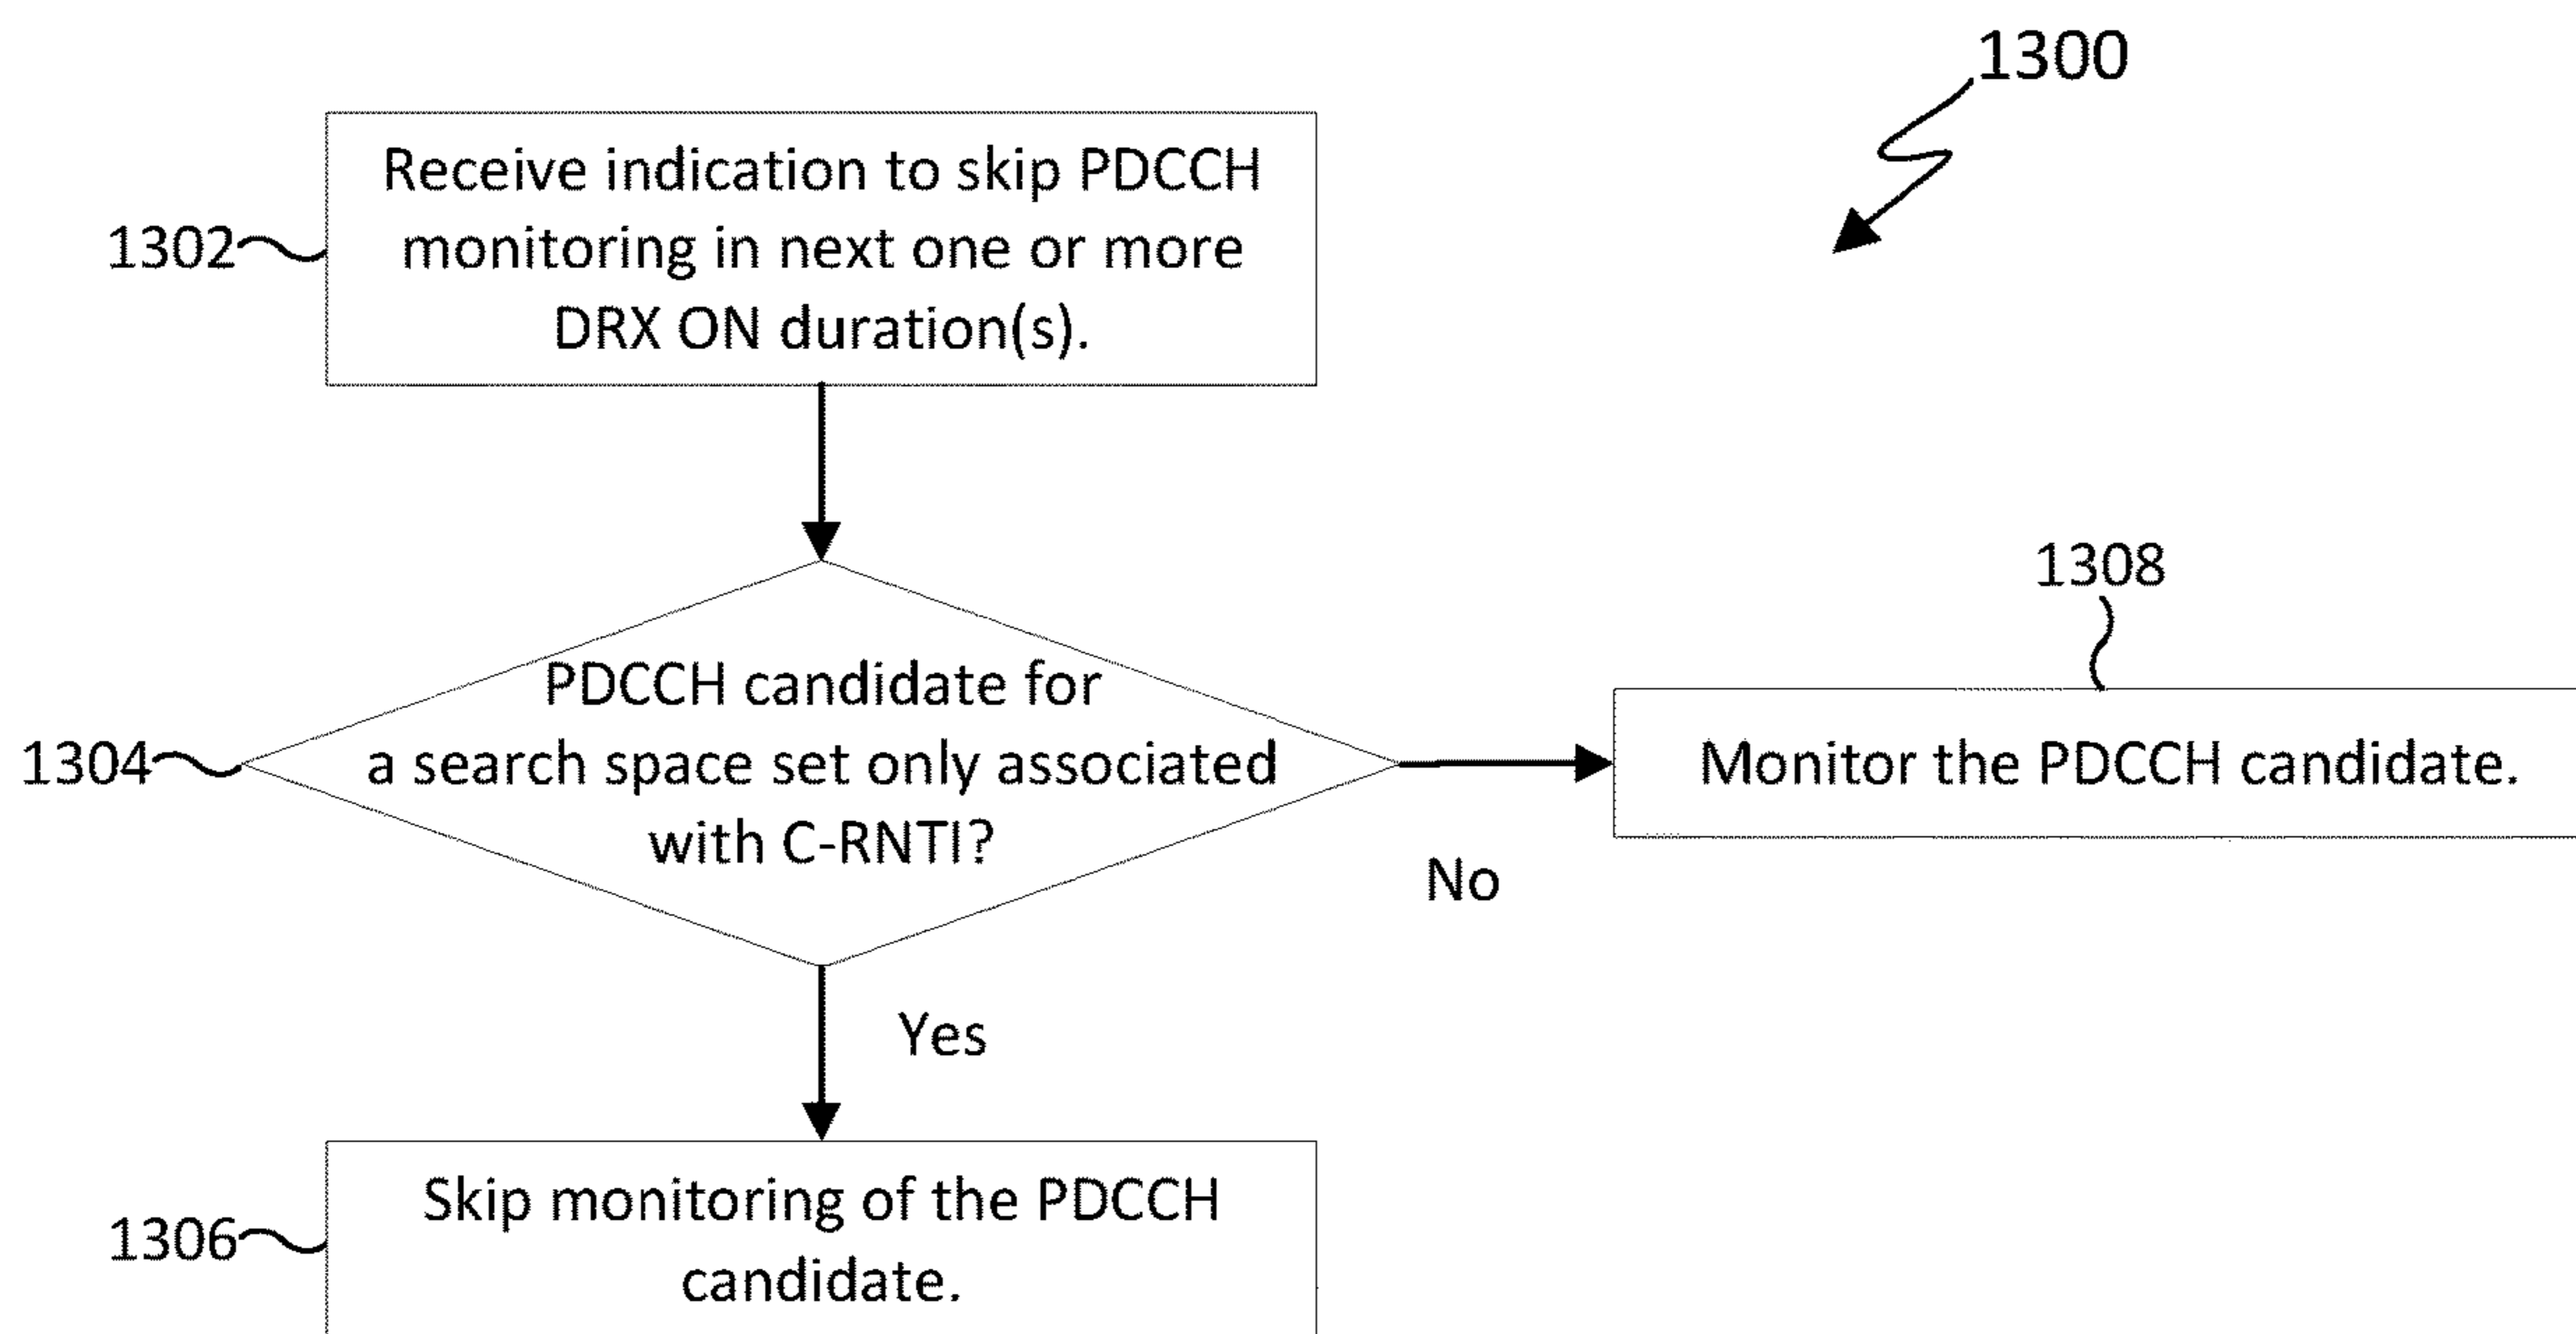 1300
Receive indication to skip PDCCH
monitoring in next one or more
DRX ON duration(s).
1302
PDCCH candidate for
a search space set only associated
with C-RNTI?
1304
1308
Monitor the PDCCH candidate.
No
Yes
Skip monitoring of the PDCCH
candidate.
1306